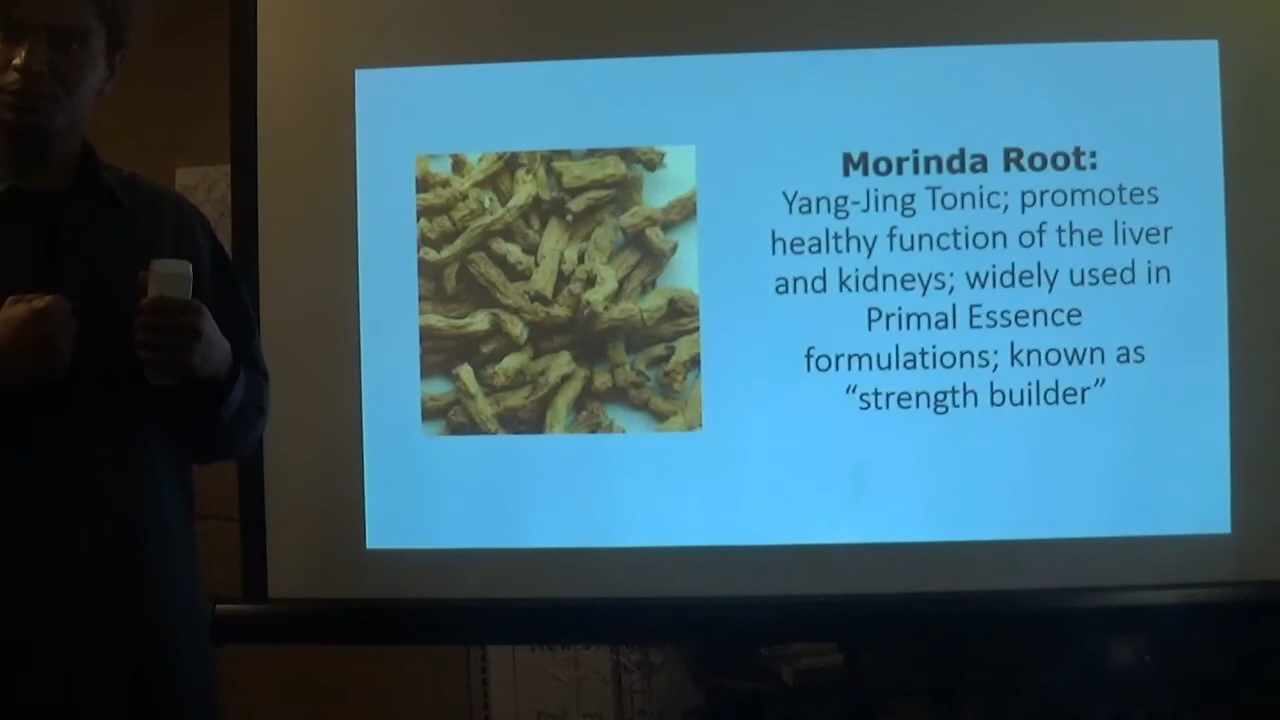 Morinda Root:
Yang-Jing Tonic; promotes
healthy function of the liver
and kidneys; widely used in
Primal Essence
formulations; known as
“strength builder”